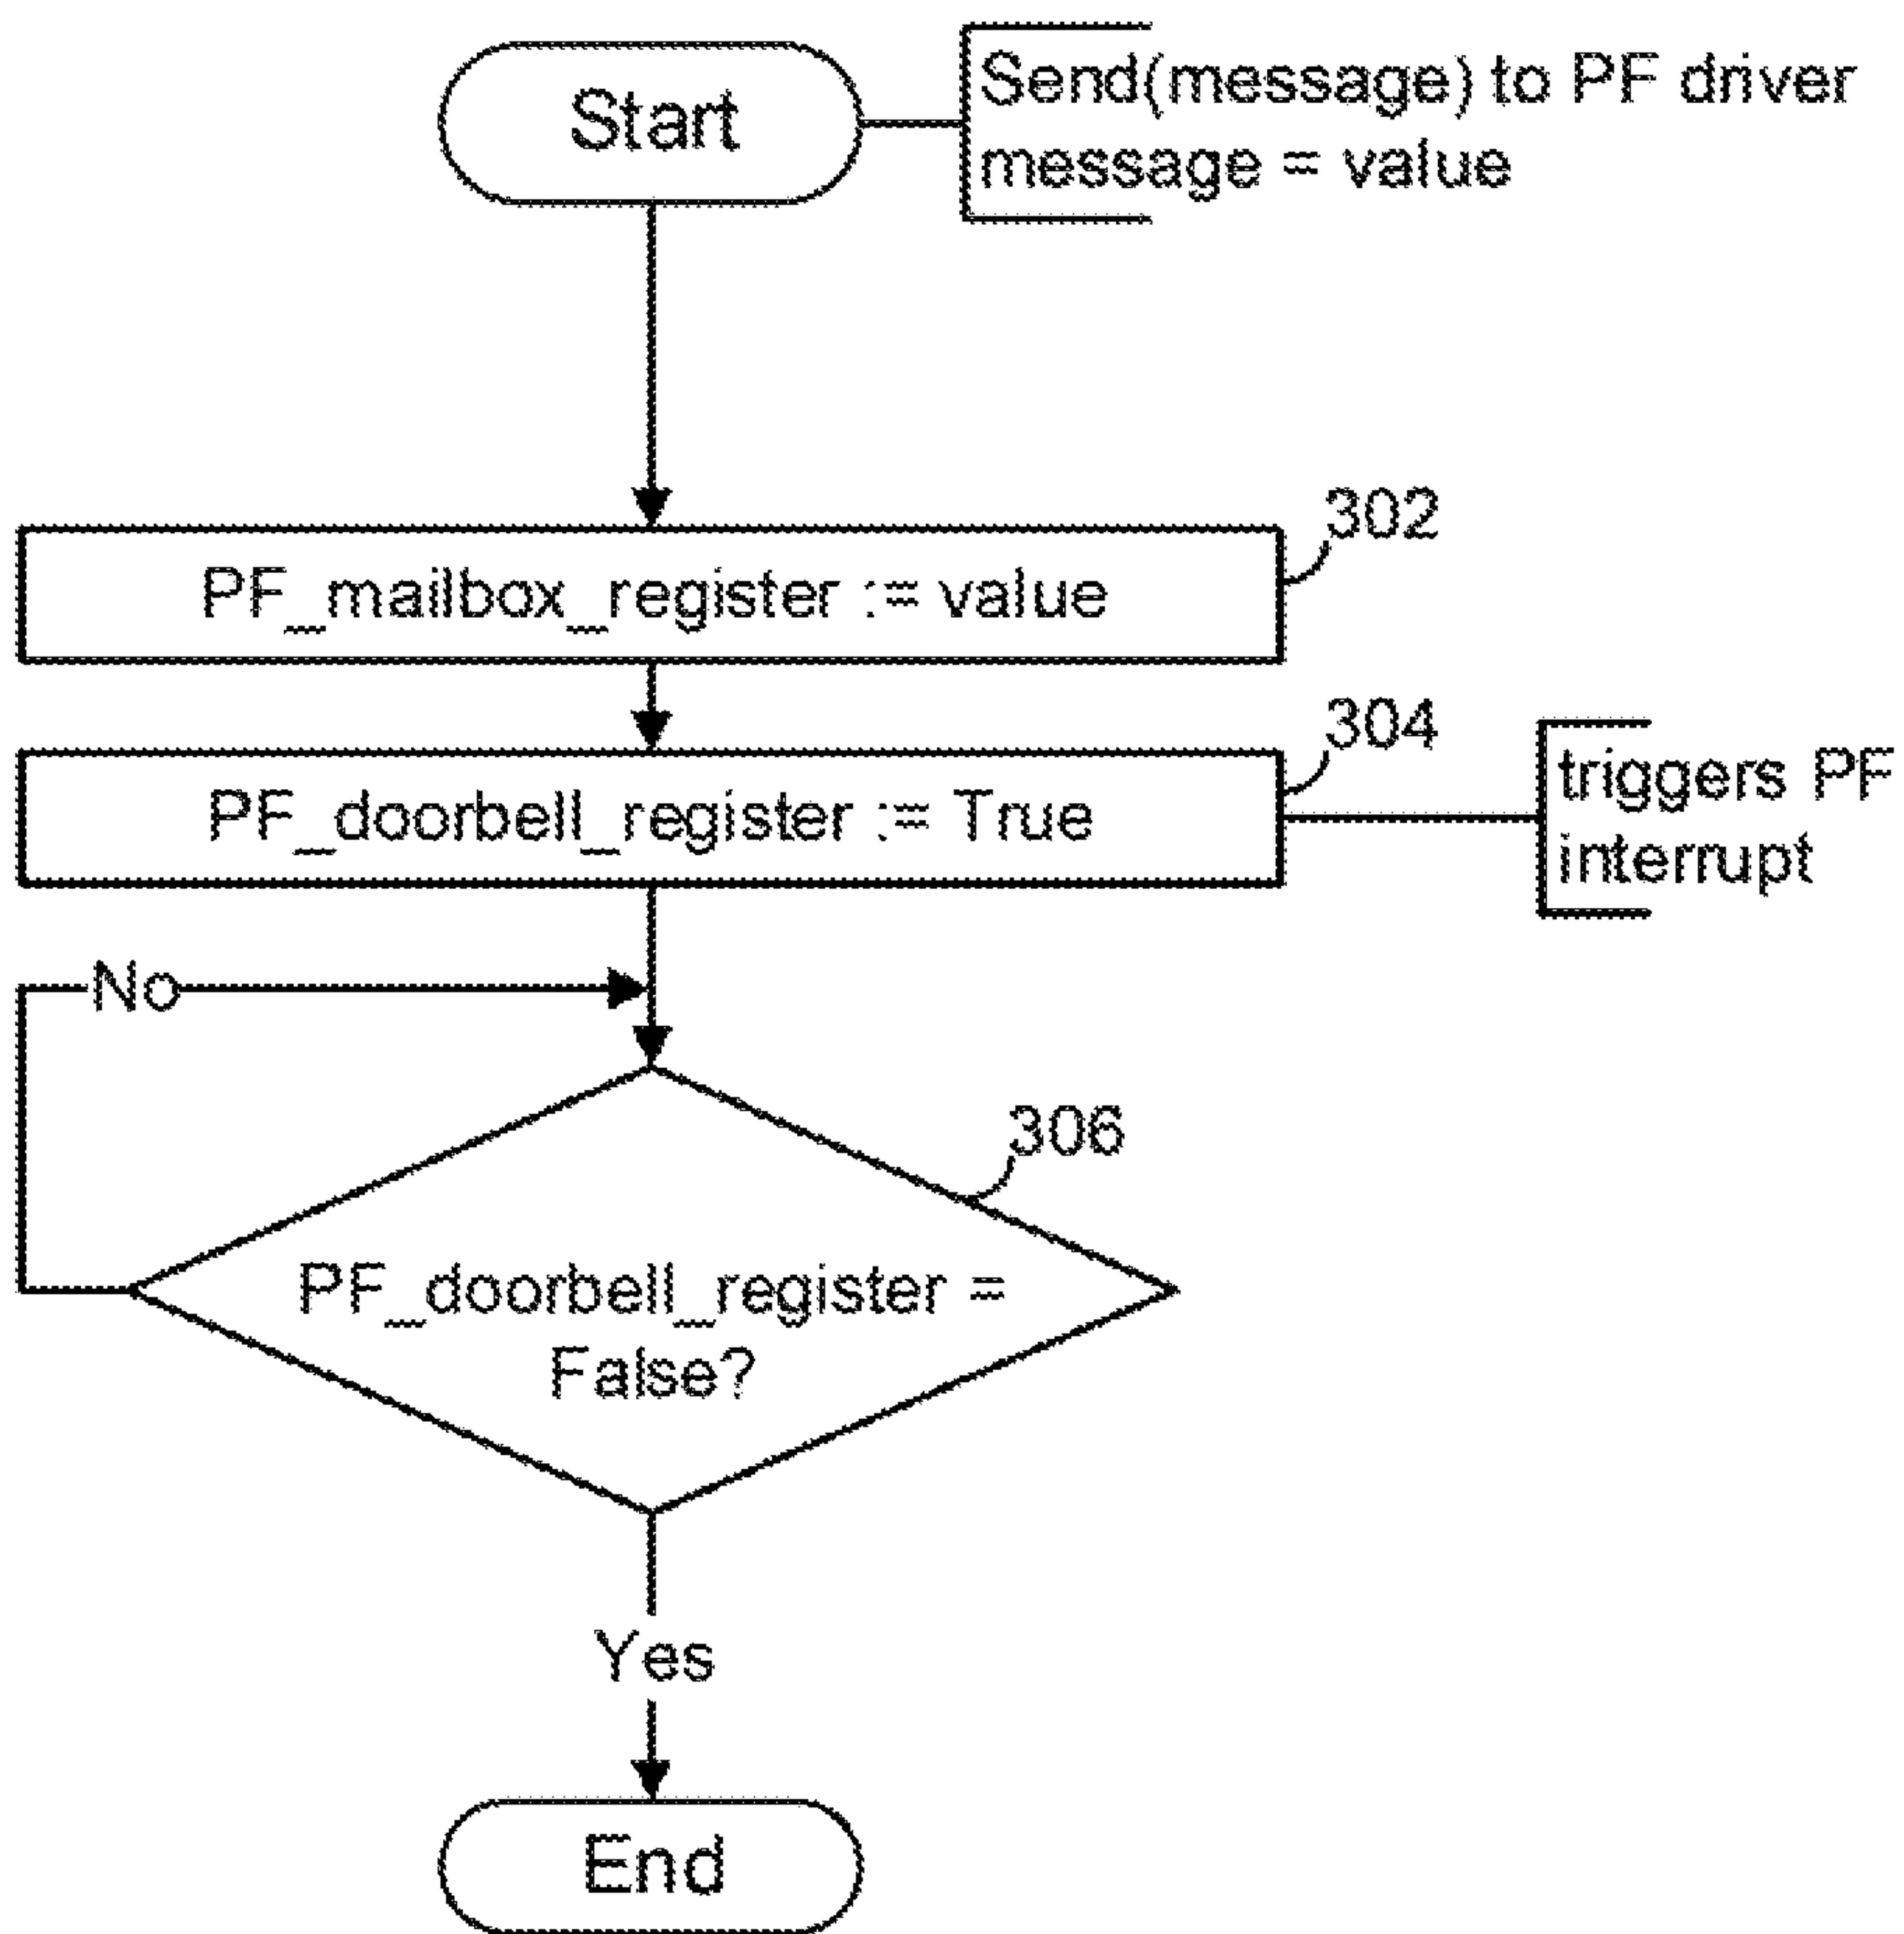 Start
Send(message) to PF driver
message = value
302
PF_mailbox_register := value
304
PF_doorbell_register := True
triggers PF
interrupt
No
306
PF_doorbell_register =
False?
Yes
End